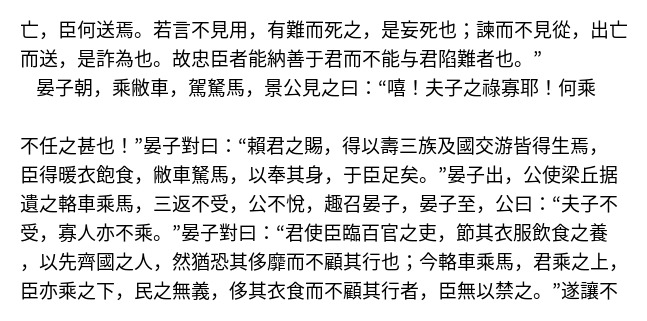 亡，臣何送焉。若言不見用，有難而死之，是妄死也；諫而不見從，出亡
而送，是詐為也。故忠臣者能納善于君而不能与君陷難者也。”
晏子朝，乘敝車，駕駑馬，景公見之曰：“嘻！夫子之祿寡耶！何乘
不任之甚也！”晏子對曰：“賴君之賜，得以壽三族及國交游皆得生焉，
臣得暖衣飽食，敝車駑馬，以奉其身，于臣足矣。”晏子出，公使梁丘据
遺之輅車乘馬，三返不受，公不悅，趣召晏子，晏子至，公曰：“夫子不
受，寡人亦不乘。”晏子對曰：“君使臣臨百官之吏，節其衣服飲食之養
，以先齊國之人，然猶恐其侈靡而不顧其行也；今輅車乘馬，君乘之上，
臣亦乘之下，民之無義，侈其衣食而不顧其行者，臣無以禁之。”遂讓不